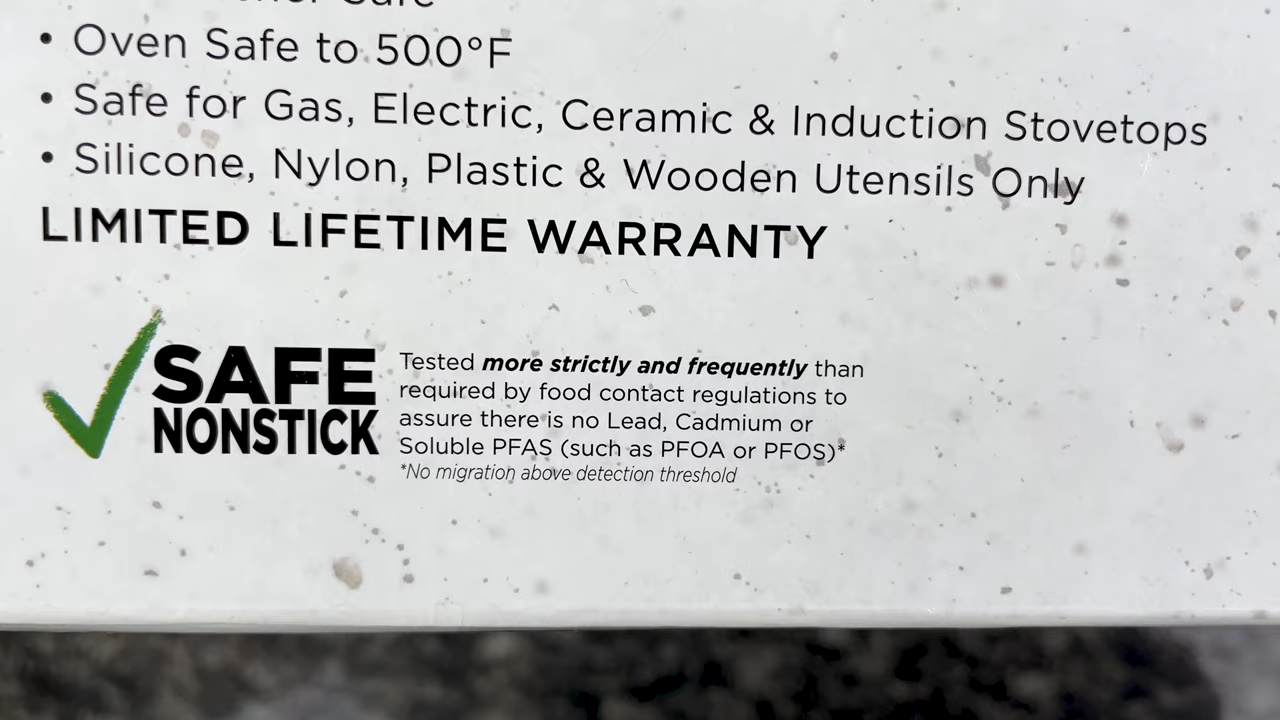 • Oven Safe to 500°F
• Safe for Gas, Electric, Ceramic & Induction Stovetops
• Silicone, Nylon, Plastic & Wooden Utensils Only
LIMITED LIFETIME WARRANTY
SAFE
NONSTICK
Tested more strictly and frequently than
required by food contact regulations to
assure there is no Lead, Cadmium or
Soluble PFAS (such as PFOA or PFOS)*
*No migration above detection threshold